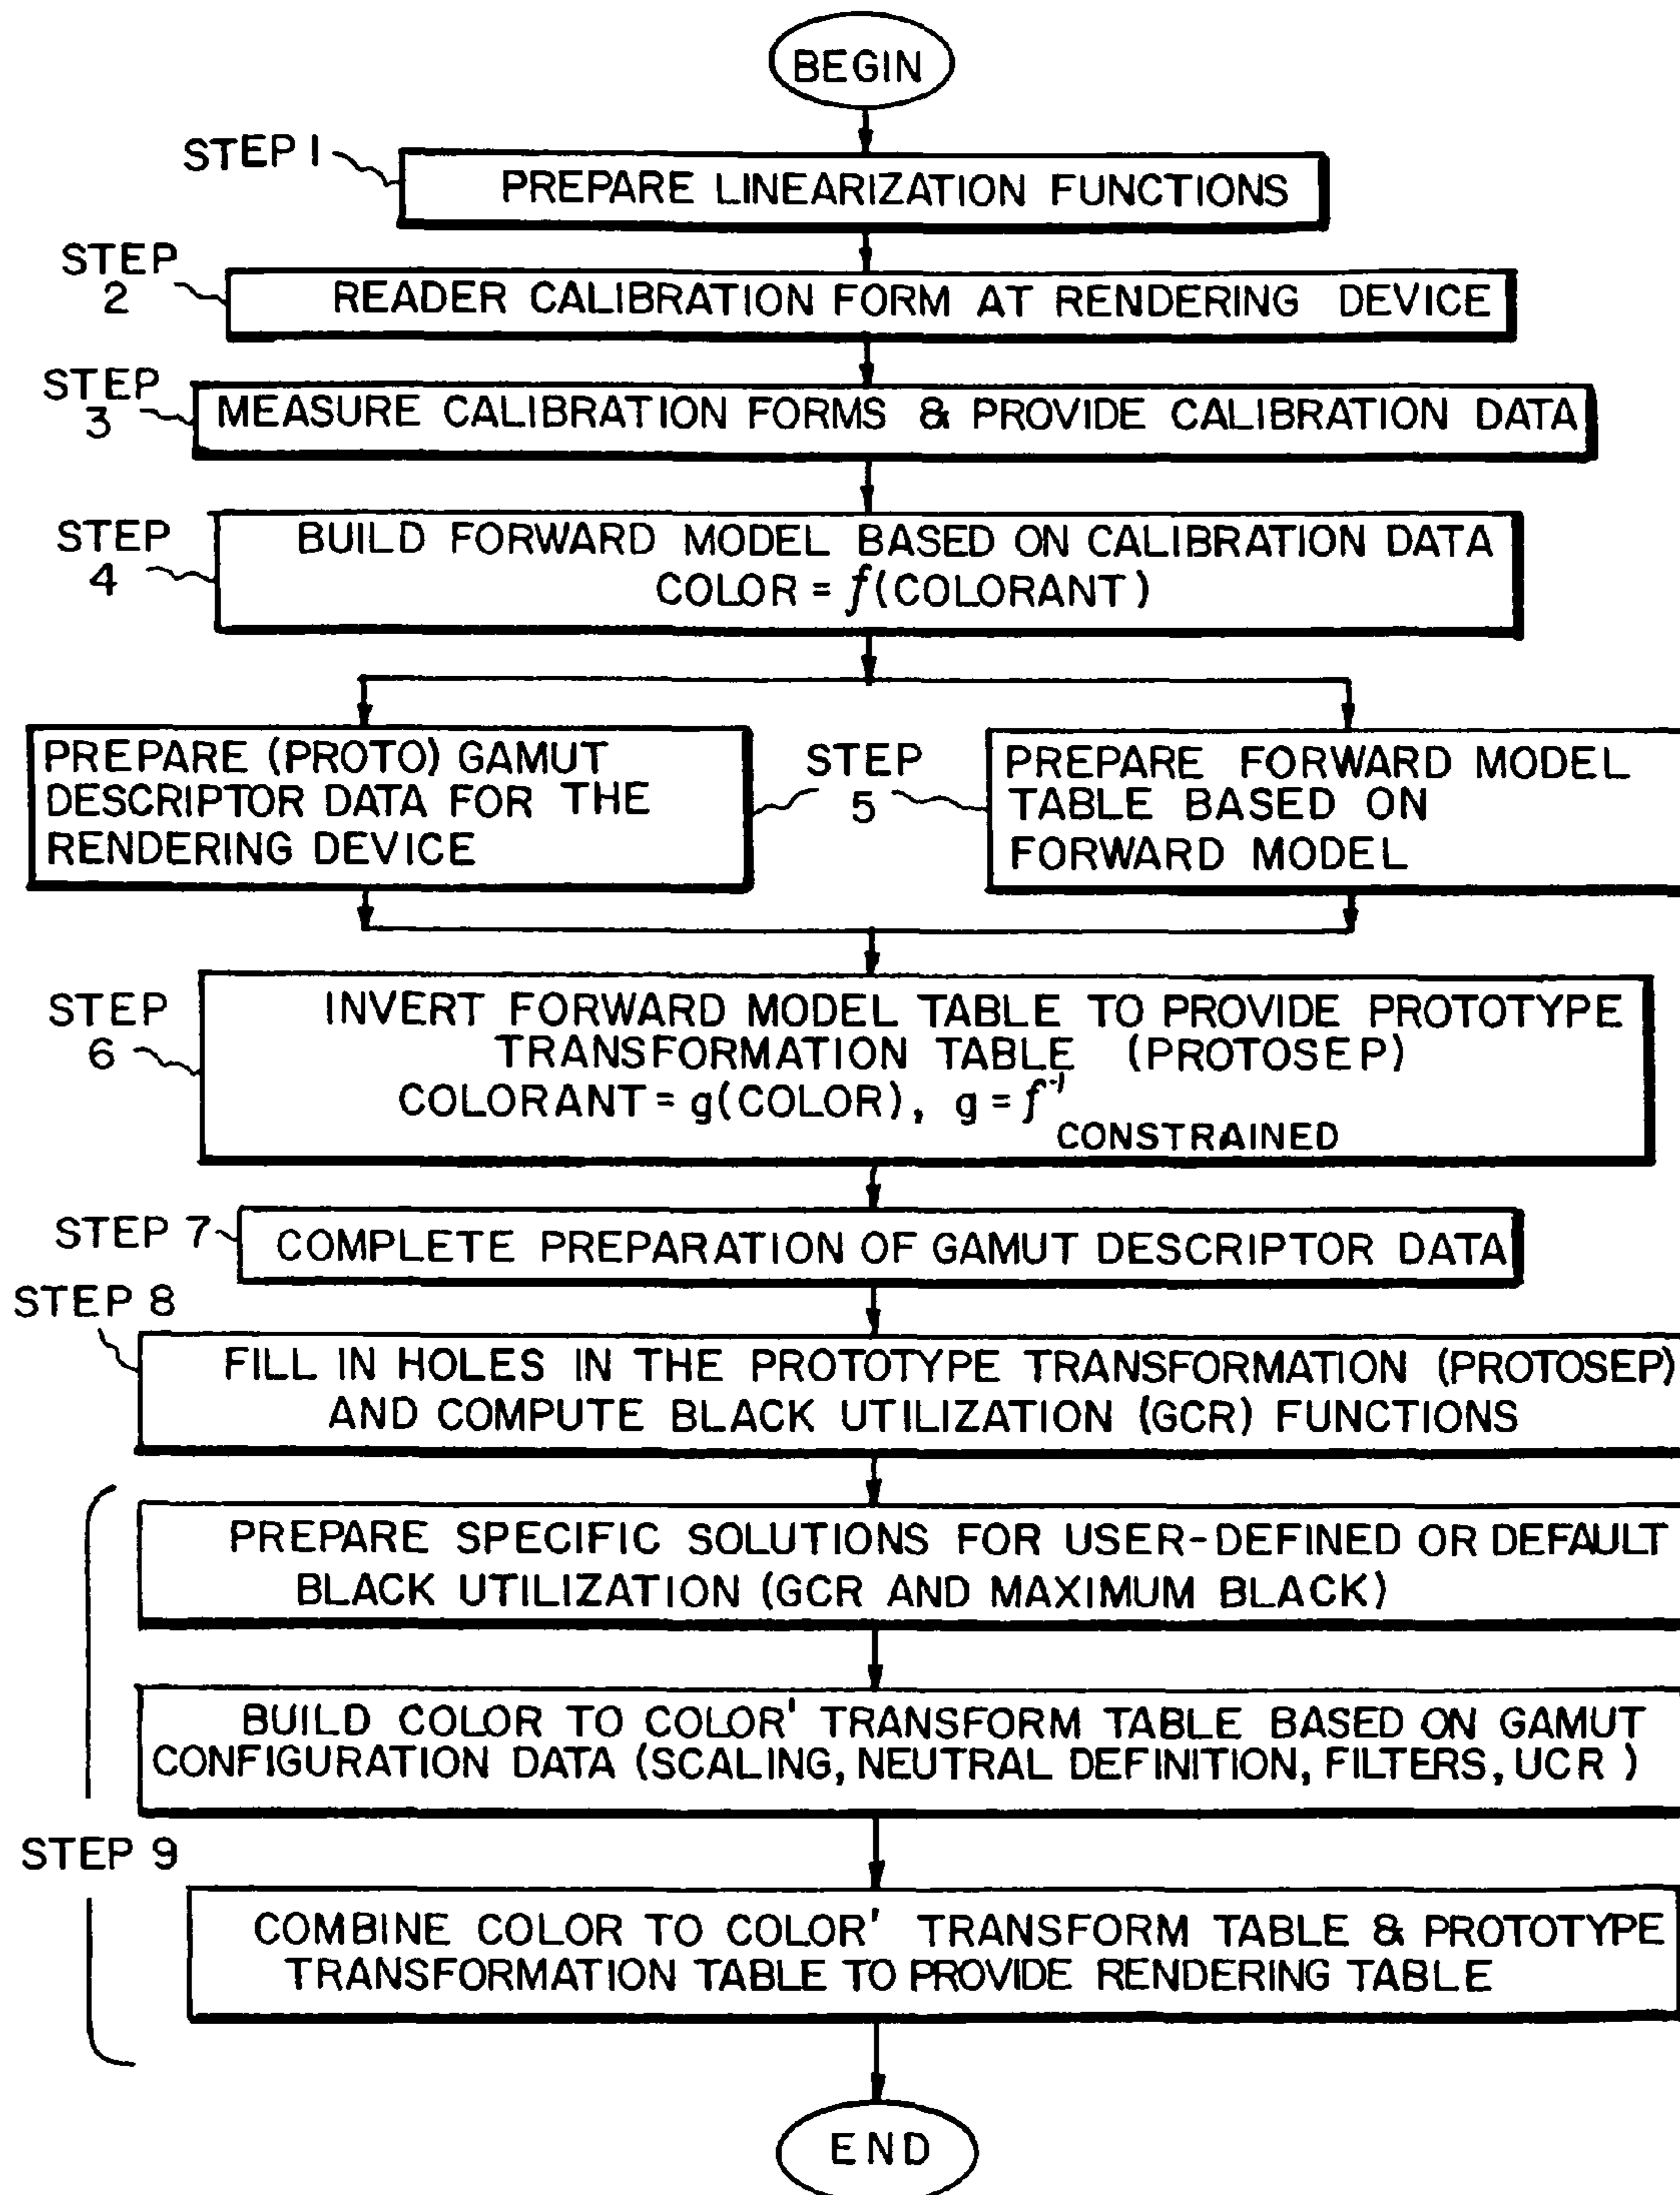 BEGIN
STEP 1
PREPARE LINEARIZATION FUNCTIONS
STEP
2
READER CALIBRATION FORM AT RENDERING DEVICE
STEP
3
MEASURE CALIBRATION FORMS & PROVIDE CALIBRATION DATA
STEP
4
BUILD FORWARD MODEL BASED ON CALIBRATION DATA
COLOR = f(COLORANT)
PREPARE (PROTO) GAMUT
DESCRIPTOR DATA FOR THE
RENDERING DEVICE
STEP
5
PREPARE FORWARD MODEL
TABLE BASED ON
FORWARD MODEL
STEP
6
INVERT FORWARD MODEL TABLE TO PROVIDE PROTOTYPE
TRANSFORMATION TABLE (PROTOSEP)
COLORANT = g(COLOR), g = f⁻¹
CONSTRAINED
STEP 7
COMPLETE PREPARATION OF GAMUT DESCRIPTOR DATA
STEP 8
FILL IN HOLES IN THE PROTOTYPE TRANSFORMATION (PROTOSEP)
AND COMPUTE BLACK UTILIZATION (GCR) FUNCTIONS
PREPARE SPECIFIC SOLUTIONS FOR USER-DEFINED OR DEFAULT
BLACK UTILIZATION (GCR AND MAXIMUM BLACK)
BUILD COLOR TO COLOR' TRANSFORM TABLE BASED ON GAMUT
CONFIGURATION DATA (SCALING, NEUTRAL DEFINITION, FILTERS, UCR )
STEP 9
COMBINE COLOR TO COLOR' TRANSFORM TABLE & PROTOTYPE
TRANSFORMATION TABLE TO PROVIDE RENDERING TABLE
END